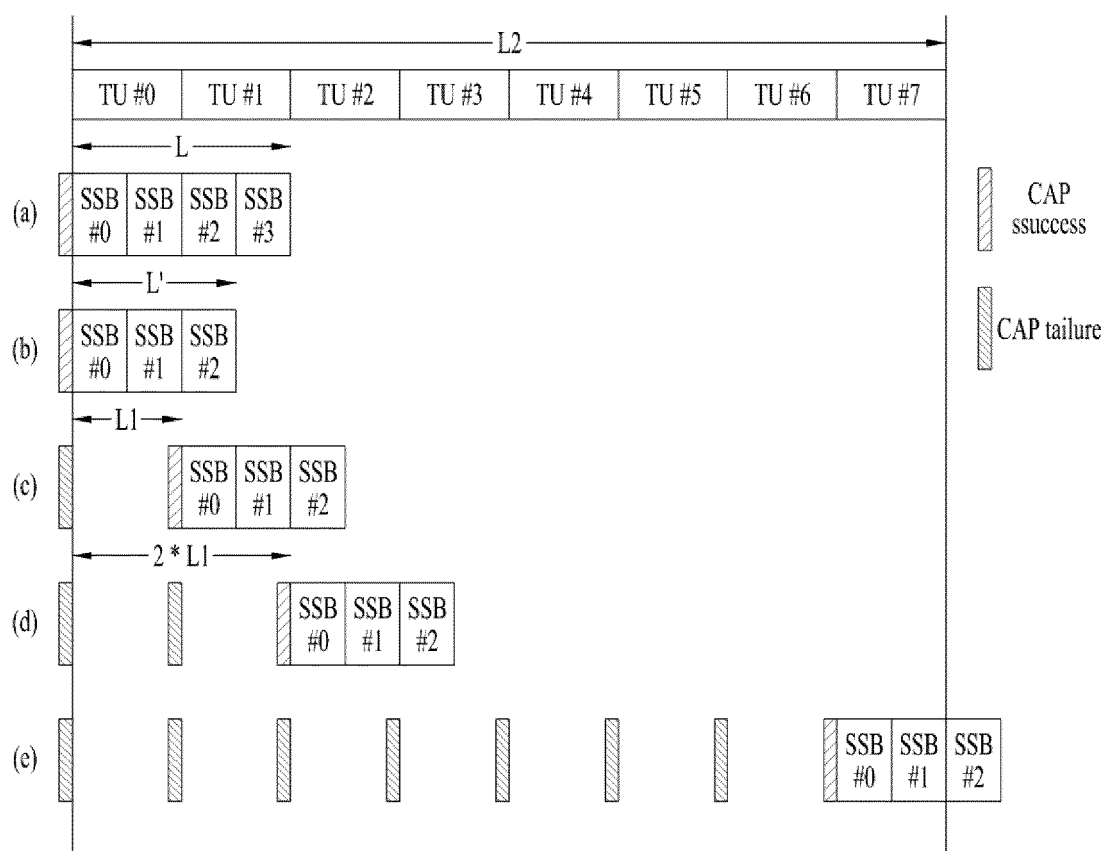 L2
TU #0 TU #1 TU #2 TU #3 TU #4 TU #5 TU #6 TU #7
L
(a) SSB #0 SSB #1 SSB #2 SSB #3
CAP ssuccess
L'
(b) SSB #0 SSB #1 SSB #2
CAP tailure
L1
(c) SSB #0 SSB #1 SSB #2
2 * L1
(d) SSB #0 SSB #1 SSB #2
(e) SSB #0 SSB #1 SSB #2